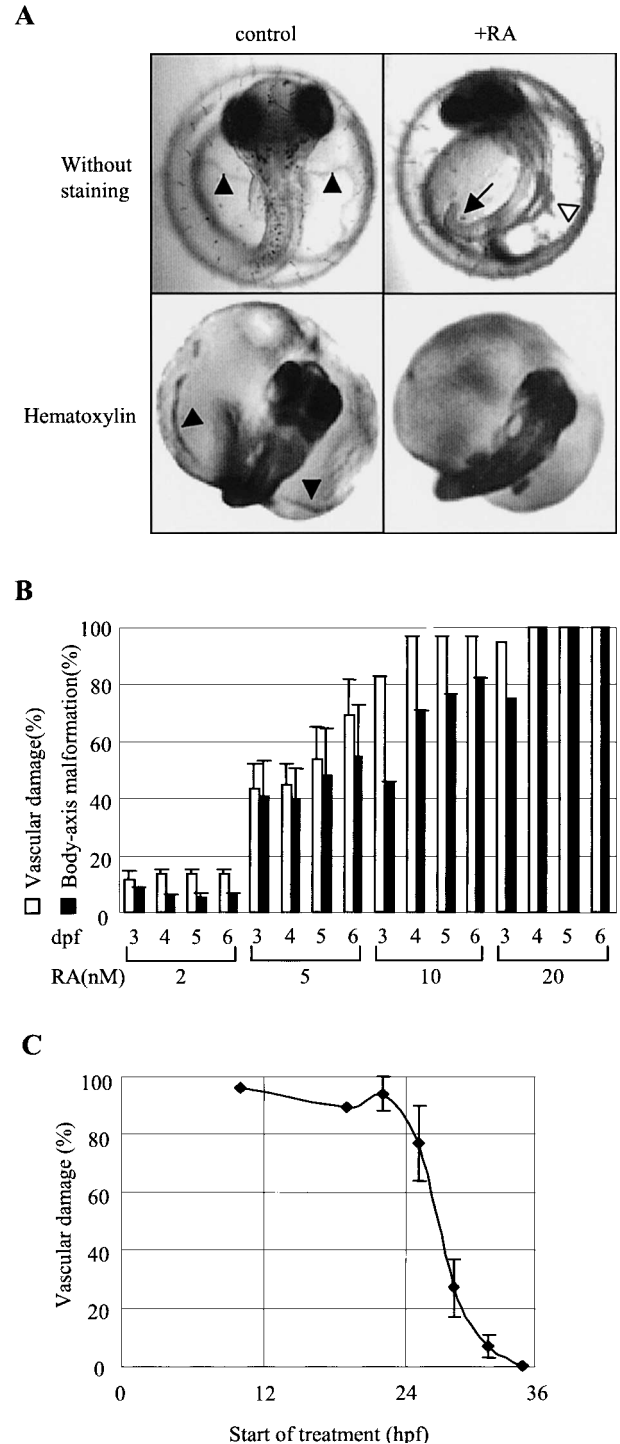 A
control +RA
Without
staining
Hematoxylin
B
Vascular damage(%)
Body-axis malformation(%)
100
80
60
40
20
0
dpf 3 4 5 6 3 4 5 6 3 4 5 6 3 4 5 6
RA(nM) 2 5 10 20
C
Vascular damage (%)
100
80
60
40
20
0
0 12 24 36
Start of treatment (hpf)